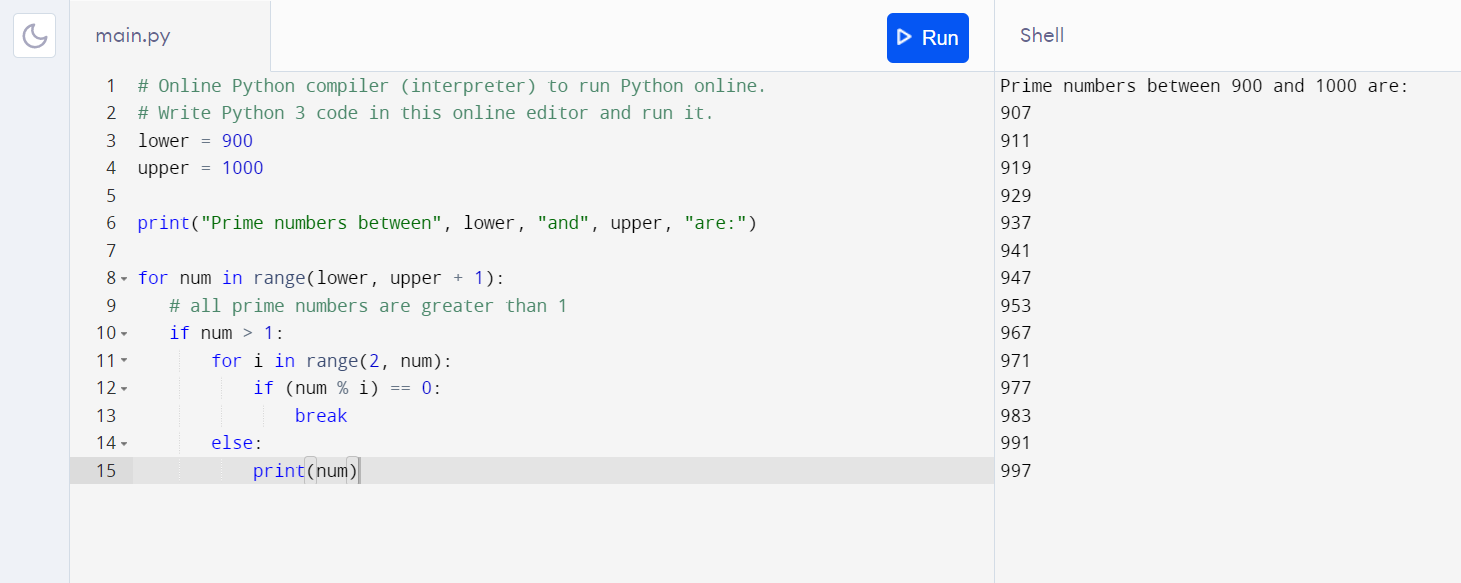 main.py
Run
Shell
1 # Online Python compiler (interpreter) to run Python online.
2 # Write Python 3 code in this online editor and run it.
3 lower = 900
4 upper = 1000
5
6 print("Prime numbers between", lower, "and", upper, "are:")
7
8 for num in range(lower, upper + 1):
9    # all prime numbers are greater than 1
10    if num > 1:
11        for i in range(2, num):
12            if (num % i) == 0:
13                break
14        else:
15            print(num)
Prime numbers between 900 and 1000 are:
907
911
919
929
937
941
947
953
967
971
977
983
991
997